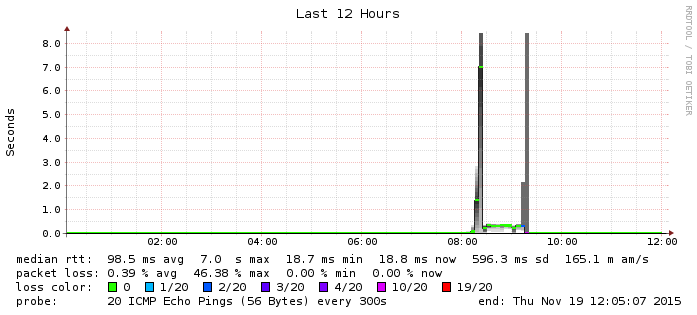 Last 12 Hours
RRDTOOL / TOBI OETIKER
Seconds
8.0
7.0
6.0
5.0
4.0
3.0
2.0
1.0
0.0
02:00 04:00 06:00 08:00 10:00 12:00
median rtt: 98.5 ms avg 7.0 s max 18.7 ms min 18.8 ms now 596.3 ms sd 165.1 m am/s
packet loss: 0.39 % avg 46.38 % max 0.00 % min 0.00 % now
loss color: 0 1/20 2/20 3/20 4/20 10/20 19/20
probe: 20 ICMP Echo Pings (56 Bytes) every 300s end: Thu Nov 19 12:05:07 2015